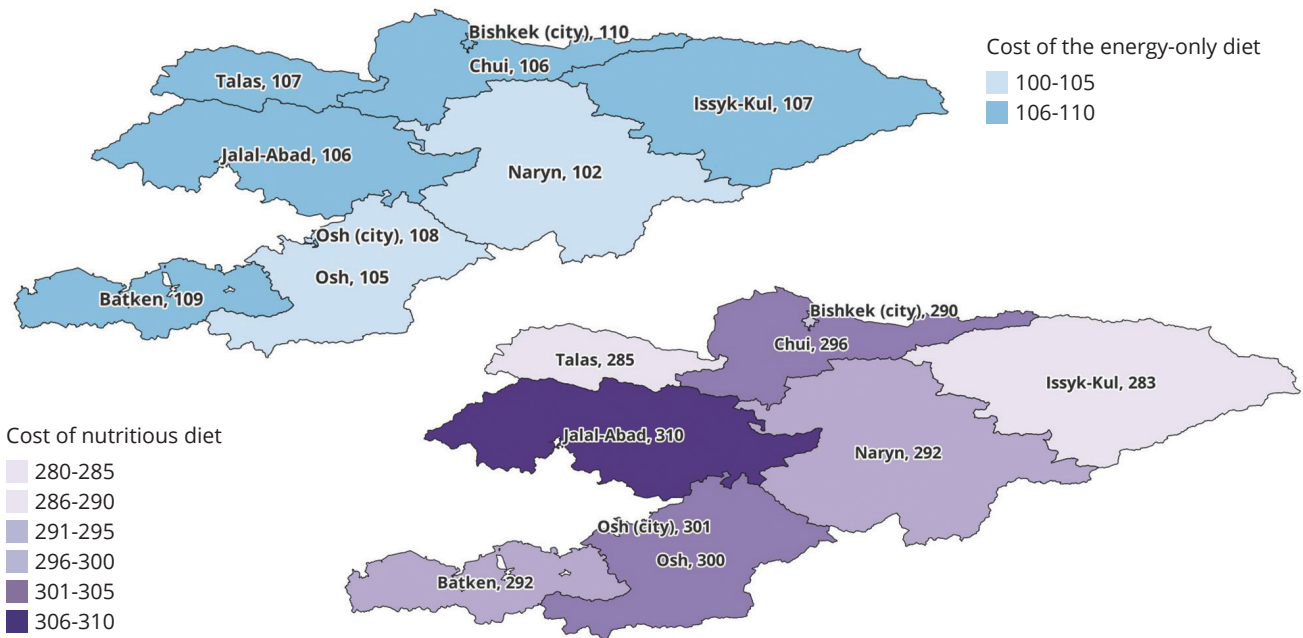 Bishkek (city), 110
Chui, 106
Talas, 107
Issyk-Kul, 107
Jalal-Abad, 106
Naryn, 102
Osh (city), 108
Osh, 105
Batken, 109
Cost of the energy-only diet
100-105
106-110
Bishkek (city), 290
Chui, 296
Talas, 285
Issyk-Kul, 283
Jalal-Abad, 310
Naryn, 292
Osh (city), 301
Osh, 300
Batken, 292
Cost of nutritious diet
280-285
286-290
291-295
296-300
301-305
306-310